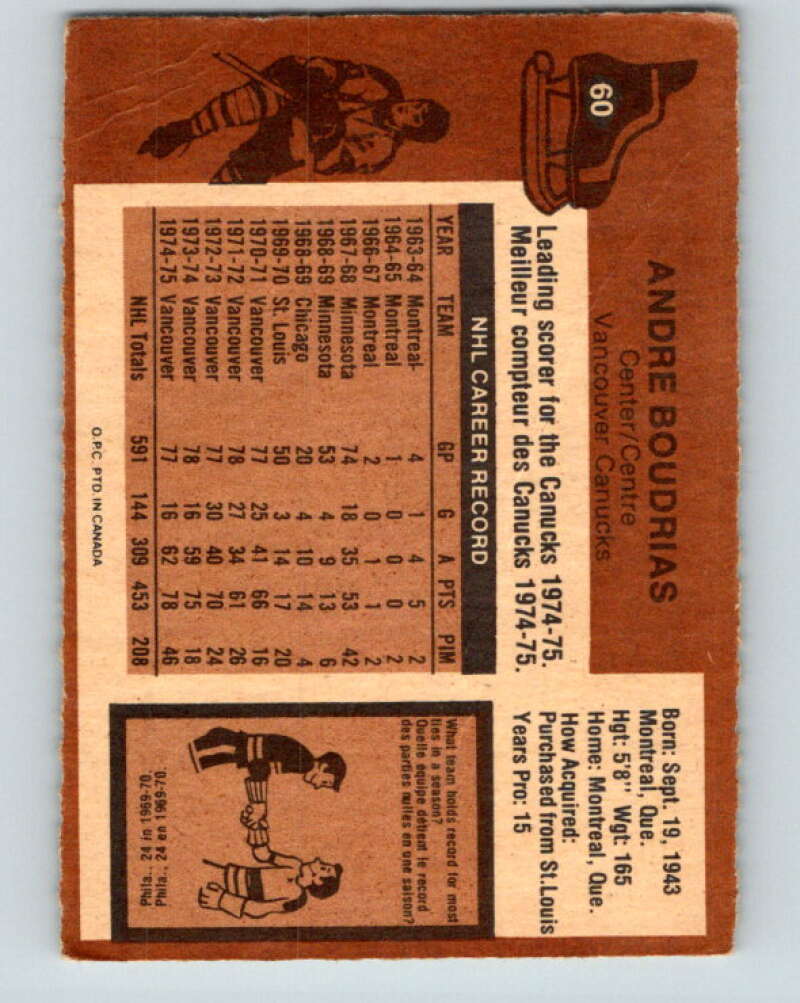 60
ANDRE BOUDRIAS
Center/Centre
Vancouver Canucks
Born: Sept. 19, 1943
Montreal, Que.
Hgt: 5'8" Wgt: 165
Home: Montreal, Que.
How Acquired:
Purchased from St.Louis
Years Pro: 15
Leading scorer for the Canucks 1974-75.
Meilleur compteur des Canucks 1974-75.
NHL CAREER RECORD
YEAR TEAM GP G A PTS PIM
1963-64 Montreal- 4 1 4 5 2
1964-65 Montreal 1 0 0 0 2
1966-67 Montreal 2 0 1 1 2
1967-68 Minnesota 74 18 35 53 42
1968-69 Minnesota 53 4 9 13 6
1968-69 Chicago 20 4 10 14 4
1969-70 St. Louis 50 3 14 17 20
1970-71 Vancouver 77 25 41 66 16
1971-72 Vancouver 78 27 34 61 26
1972-73 Vancouver 77 30 40 70 24
1973-74 Vancouver 78 16 59 75 18
1974-75 Vancouver 77 16 62 78 46
NHL Totals 591 144 309 453 208
What team holds record for most
ties in a season?
Quelle équipe détient le record
des parties nulles en une saison?
Phila.. 24 in 1969-70.
Phila.. 24 en 1969-70.
O.P.C. PTD. IN CANADA